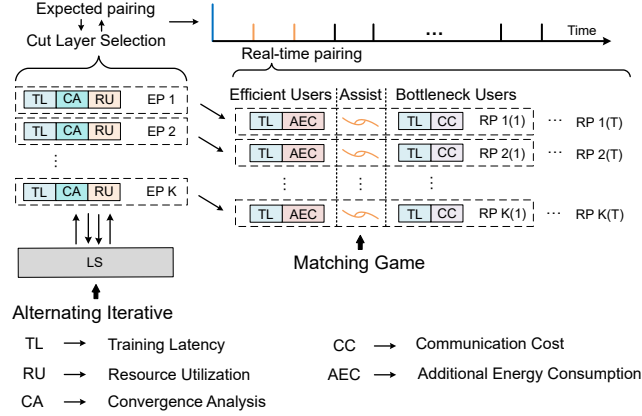 Expected pairing
Cut Layer Selection
Time
...
Real-time pairing
Efficient Users Assist Bottleneck Users
TL CA RU EP 1
TL AEC TL CC RP 1(1) ... RP 1(T)
TL CA RU EP 2
TL AEC TL CC RP 2(1) ... RP 2(T)
⋮ ⋮ ⋮ ⋮
TL CA RU EP K
TL AEC TL CC RP K(1) ... RP K(T)
LS
Matching Game
Alternating Iterative
TL Training Latency
CC Communication Cost
RU Resource Utilization
AEC Additional Energy Consumption
CA Convergence Analysis